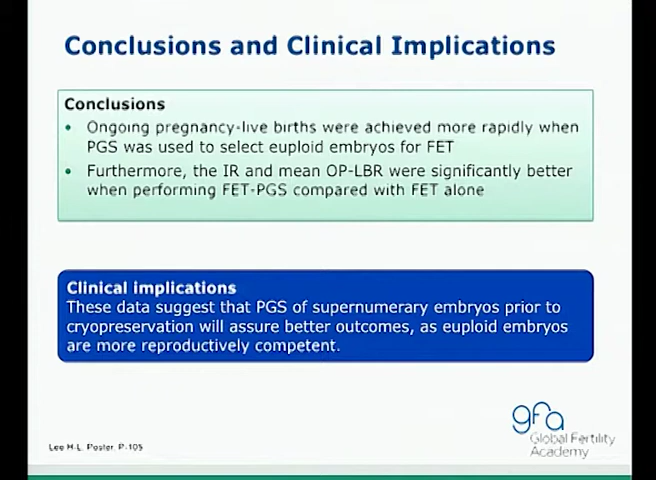 Conclusions and Clinical Implications
Conclusions
• Ongoing pregnancy-live births were achieved more rapidly when
PGS was used to select euploid embryos for FET
• Furthermore, the IR and mean OP-LBR were significantly better
when performing FET-PGS compared with FET alone
Clinical implications
These data suggest that PGS of supernumerary embryos prior to
cryopreservation will assure better outcomes, as euploid embryos
are more reproductively competent.
gfa
Global Fertility
Academy
Lee H-L. Poster. P-105